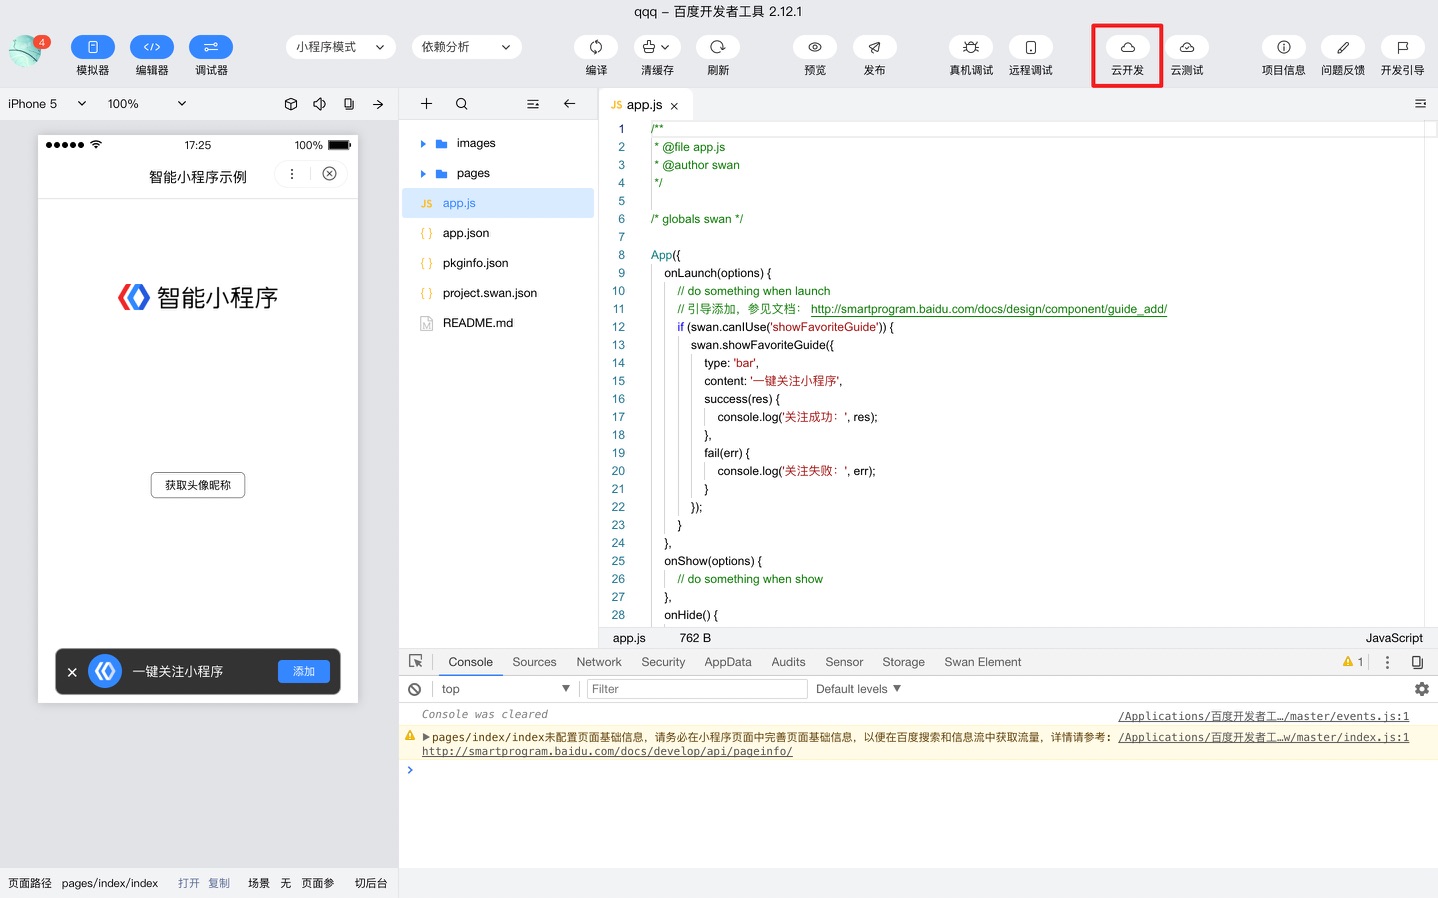 qqq – 百度开发者工具 2.12.1
4
模拟器 编辑器 调试器
小程序模式 依赖分析
编译 清缓存 刷新 预览 发布 真机调试 远程调试 云开发 云测试 项目信息 问题反馈 开发引导
iPhone 5 100%
17:25 100%
智能小程序示例
智能小程序
获取头像昵称
一键关注小程序 添加
页面路径 pages/index/index 打开 复制 场景 无 页面参 切后台
images
pages
JS app.js
{ } app.json
{ } pkginfo.json
{ } project.swan.json
M README.md
JS app.js
1 /**
2 * @file app.js
3 * @author swan
4 */
5
6 /* globals swan */
7
8 App({
9 onLaunch(options) {
10 // do something when launch
11 // 引导添加，参见文档： http://smartprogram.baidu.com/docs/design/component/guide_add/
12 if (swan.canIUse('showFavoriteGuide')) {
13 swan.showFavoriteGuide({
14 type: 'bar',
15 content: '一键关注小程序',
16 success(res) {
17 console.log('关注成功：', res);
18 },
19 fail(err) {
20 console.log('关注失败：', err);
21 }
22 });
23 }
24 },
25 onShow(options) {
26 // do something when show
27 },
28 onHide() {
app.js 762 B JavaScript
Console Sources Network Security AppData Audits Sensor Storage Swan Element 1
top Filter Default levels
Console was cleared /Applications/百度开发者工…/master/events.js:1
pages/index/index未配置页面基础信息，请务必在小程序页面中完善页面基础信息，以便在百度搜索和信息流中获取流量，详情请参考： /Applications/百度开发者工…w/master/index.js:1
http://smartprogram.baidu.com/docs/develop/api/pageinfo/